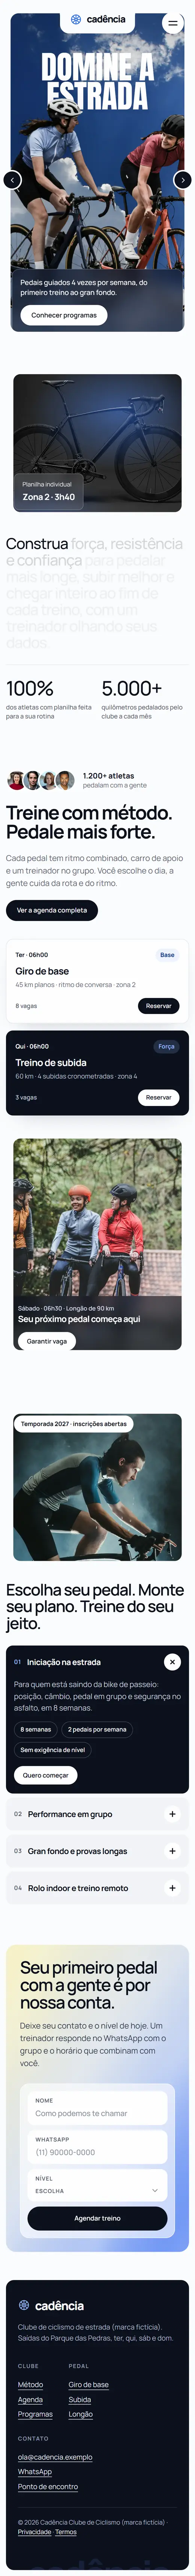 cadência
DOMINE A
ESTRADA
Pedais guiados 4 vezes por semana, do
primeiro treino ao gran fondo.
Conhecer programas
Planilha individual
Zona 2 · 3h40
Construa força, resistência
e confiança para pedalar
mais longe, subir melhor e
chegar inteiro ao fim de
cada treino, com um
treinador olhando seus
dados.
100%
dos atletas com planilha feita
para a sua rotina
5.000+
quilômetros pedalados pelo
clube a cada mês
1.200+ atletas
pedalam com a gente
Treine com método.
Pedale mais forte.
Cada pedal tem ritmo combinado, carro de apoio
e um treinador no grupo. Você escolhe o dia, a
gente cuida da rota e do ritmo.
Ver a agenda completa
Ter · 06h00
Base
Giro de base
45 km planos · ritmo de conversa · zona 2
8 vagas
Reservar
Qui · 06h00
Força
Treino de subida
60 km · 4 subidas cronometradas · zona 4
3 vagas
Reservar
Sábado · 06h30 · Longão de 90 km
Seu próximo pedal começa aqui
Garantir vaga
Temporada 2027 · inscrições abertas
Escolha seu pedal. Monte
seu plano. Treine do seu
jeito.
01 Iniciação na estrada
Para quem está saindo da bike de passeio:
posição, câmbio, pedal em grupo e segurança no
asfalto, em 8 semanas.
8 semanas
2 pedais por semana
Sem exigência de nível
Quero começar
02 Performance em grupo
03 Gran fondo e provas longas
04 Rolo indoor e treino remoto
Seu primeiro pedal
com a gente é por
nossa conta.
Deixe seu contato e o nível de hoje. Um
treinador responde no WhatsApp com o
grupo e o horário que combinam com
você.
NOME
Como podemos te chamar
WHATSAPP
(11) 90000-0000
NÍVEL
ESCOLHA
Agendar treino
cadência
Clube de ciclismo de estrada (marca fictícia).
Saídas do Parque das Pedras, ter, qui, sáb e dom.
CLUBE
Método
Agenda
Programas
PEDAL
Giro de base
Subida
Longão
CONTATO
ola@cadencia.exemplo
WhatsApp
Ponto de encontro
© 2026 Cadência Clube de Ciclismo (marca fictícia) ·
Privacidade · Termos
cadência